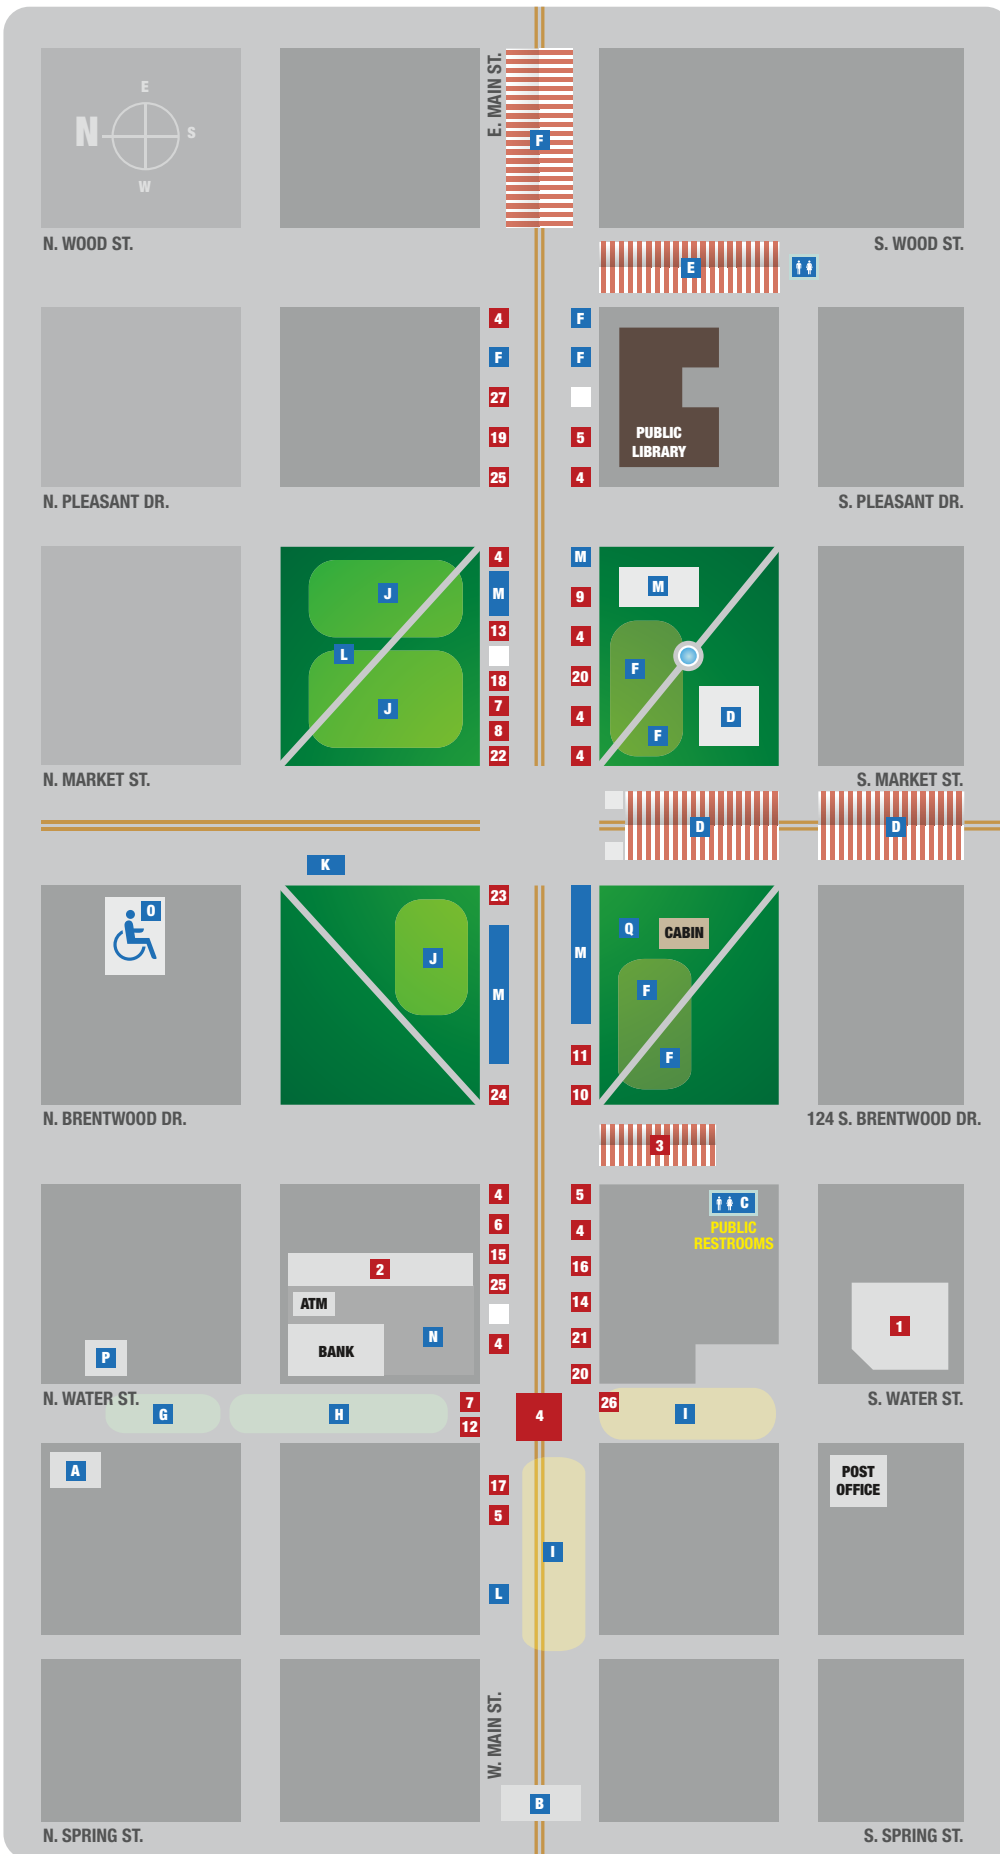 E
N
S
W
E. MAIN ST.
F
N. WOOD ST.
S. WOOD ST.
E
4
F
F
F
27
19
5
25
4
PUBLIC
LIBRARY
N. PLEASANT DR.
S. PLEASANT DR.
4
M
J
M
M
9
13
4
L
F
18
20
7
J
4
D
8
F
22
4
N. MARKET ST.
S. MARKET ST.
D
D
K
23
O
Q
CABIN
J
M
M
F
11
F
24
10
N. BRENTWOOD DR.
124 S. BRENTWOOD DR.
3
4
5
C
PUBLIC
RESTROOMS
6
4
15
16
2
25
14
ATM
1
N
21
BANK
4
P
20
N. WATER ST.
S. WATER ST.
G
H
7
12
4
26
I
A
POST
OFFICE
17
5
I
L
W. MAIN ST.
B
N. SPRING ST.
S. SPRING ST.